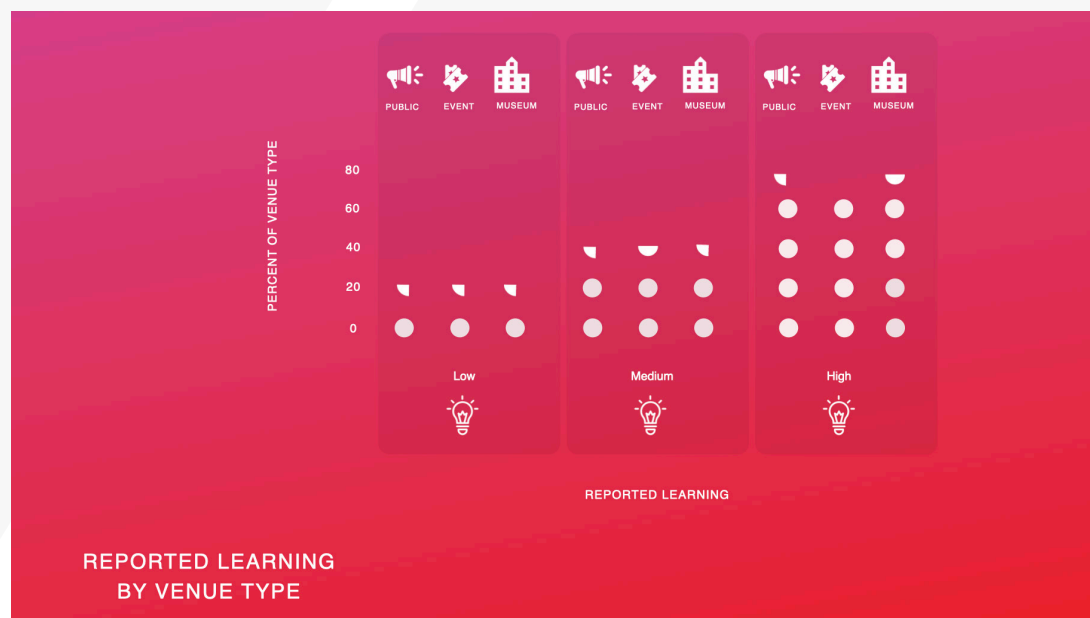 PUBLIC EVENT MUSEUM
PUBLIC EVENT MUSEUM
PUBLIC EVENT MUSEUM
PERCENT OF VENUE TYPE
80
60
40
20
0
Low
Medium
High
REPORTED LEARNING
REPORTED LEARNING
BY VENUE TYPE